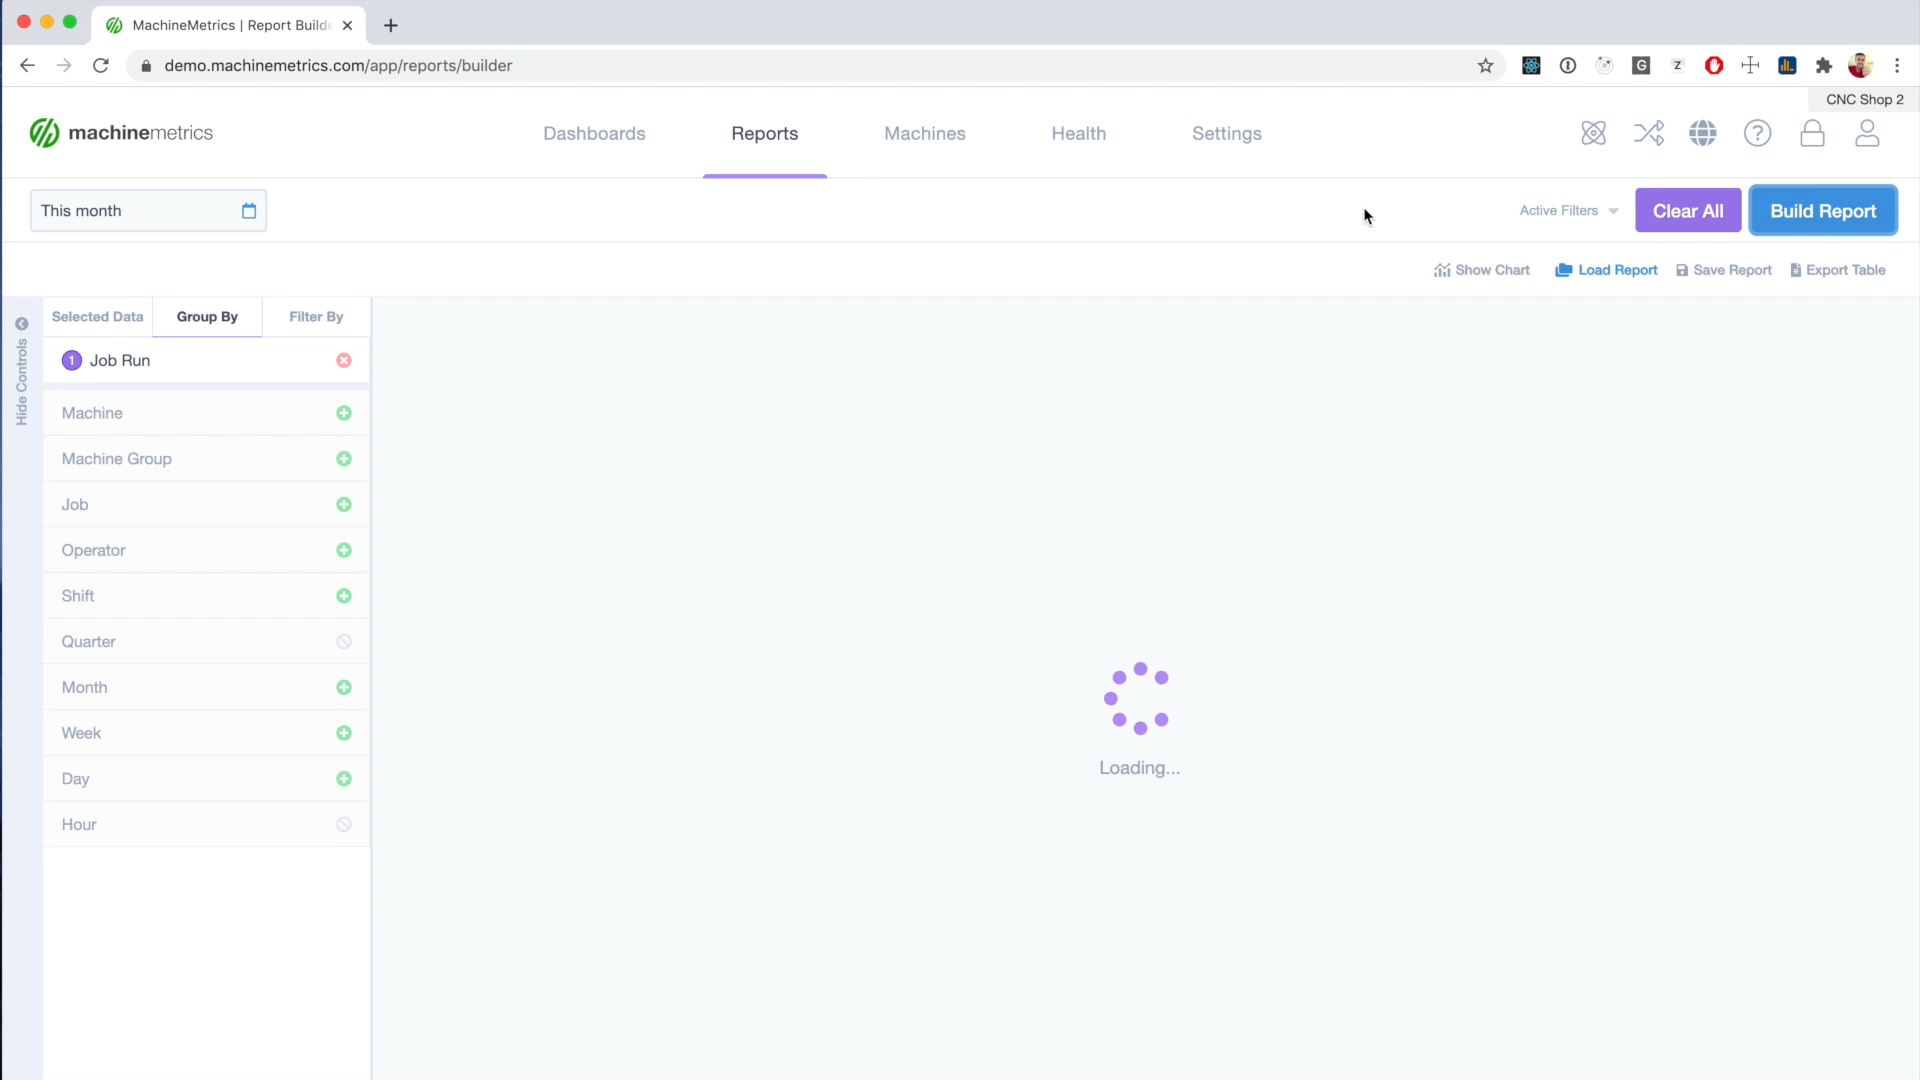 MachineMetrics | Report Builde
demo.machinemetrics.com/app/reports/builder
CNC Shop 2
machinemetrics
Dashboards
Reports
Machines
Health
Settings
This month
Active Filters
Clear All
Build Report
Show Chart
Load Report
Save Report
Export Table
Hide Controls
Selected Data
Group By
Filter By
1 Job Run
Machine
Machine Group
Job
Operator
Shift
Quarter
Month
Week
Day
Hour
Loading...